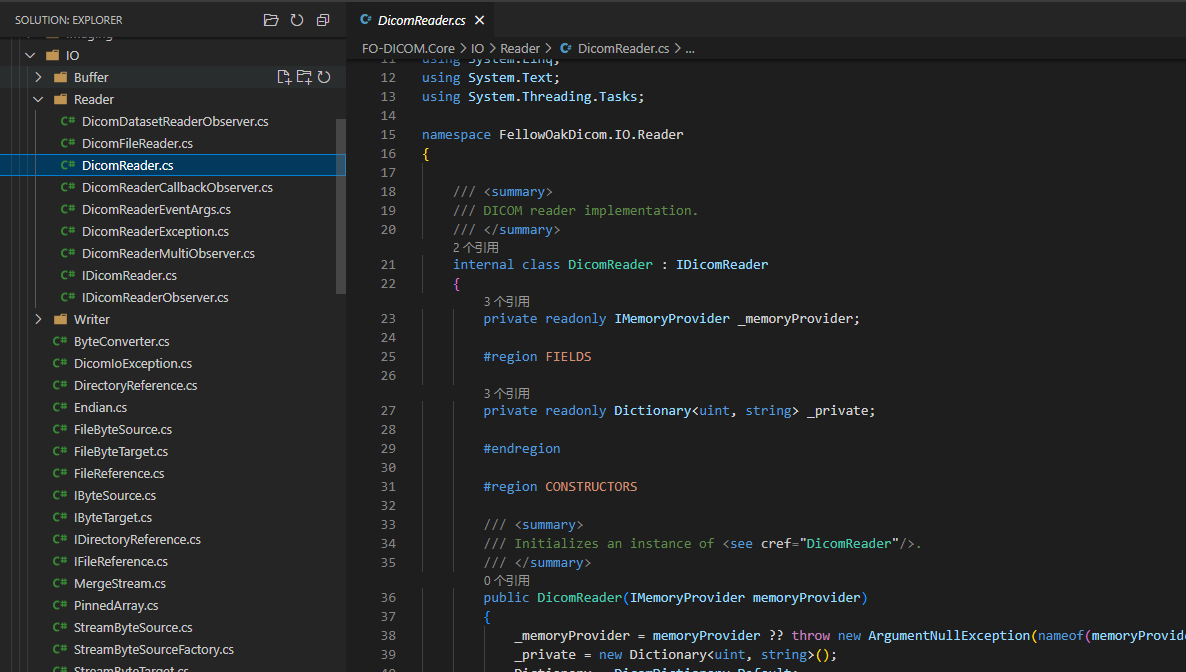 SOLUTION: EXPLORER
Imaging
IO
Buffer
Reader
DicomDatasetReaderObserver.cs
DicomFileReader.cs
DicomReader.cs
DicomReaderCallbackObserver.cs
DicomReaderEventArgs.cs
DicomReaderException.cs
DicomReaderMultiObserver.cs
IDicomReader.cs
IDicomReaderObserver.cs
Writer
ByteConverter.cs
DicomIoException.cs
DirectoryReference.cs
Endian.cs
FileByteSource.cs
FileByteTarget.cs
FileReference.cs
IByteSource.cs
IByteTarget.cs
IDirectoryReference.cs
IFileReference.cs
MergeStream.cs
PinnedArray.cs
StreamByteSource.cs
StreamByteSourceFactory.cs
StreamByteTarget.cs
DicomReader.cs
FO-DICOM.Core > IO > Reader > DicomReader.cs > ...
11 using System.Linq;
12 using System.Text;
13 using System.Threading.Tasks;
14
15 namespace FellowOakDicom.IO.Reader
16 {
17
18 /// <summary>
19 /// DICOM reader implementation.
20 /// </summary>
2 个引用
21 internal class DicomReader : IDicomReader
22 {
3 个引用
23 private readonly IMemoryProvider _memoryProvider;
24
25 #region FIELDS
26
3 个引用
27 private readonly Dictionary<uint, string> _private;
28
29 #endregion
30
31 #region CONSTRUCTORS
32
33 /// <summary>
34 /// Initializes an instance of <see cref="DicomReader"/>.
35 /// </summary>
0 个引用
36 public DicomReader(IMemoryProvider memoryProvider)
37 {
38 _memoryProvider = memoryProvider ?? throw new ArgumentNullException(nameof(memoryProvide
39 _private = new Dictionary<uint, string>();
40 Dictionary = DicomDictionary.Default;